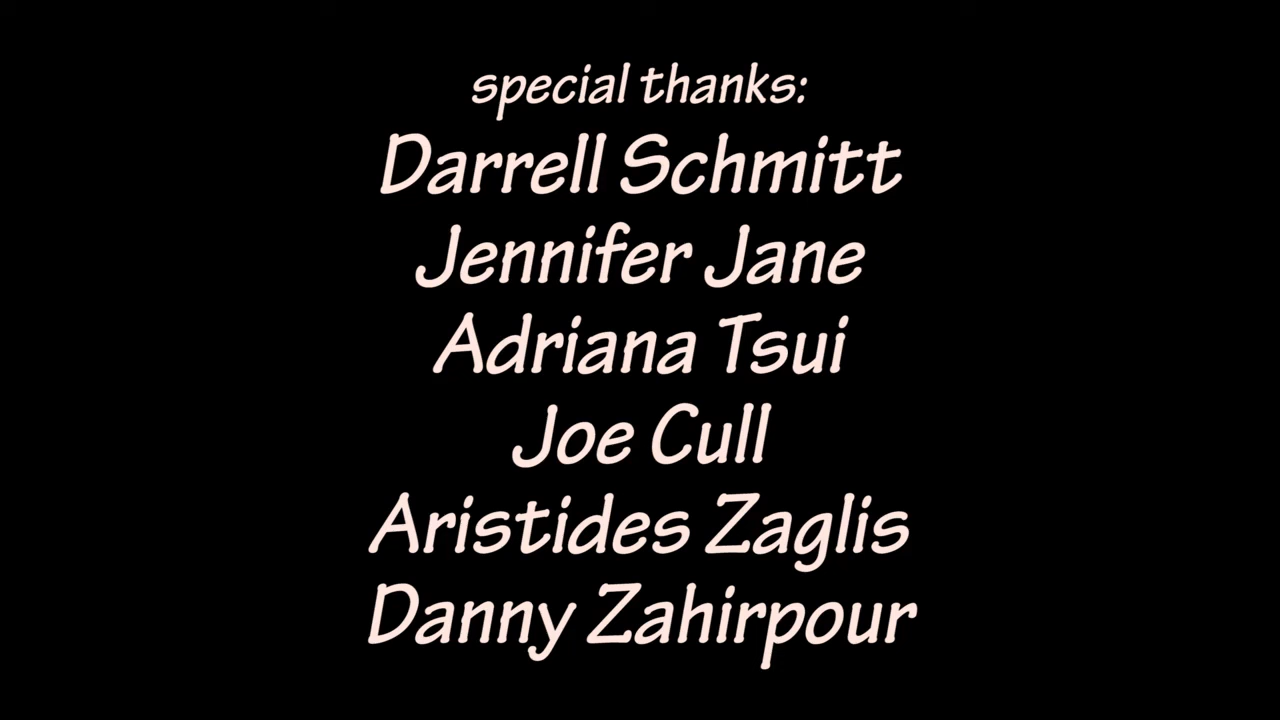 special thanks:
Darrell Schmitt
Jennifer Jane
Adriana Tsui
Joe Cull
Aristides Zaglis
Danny Zahirpour